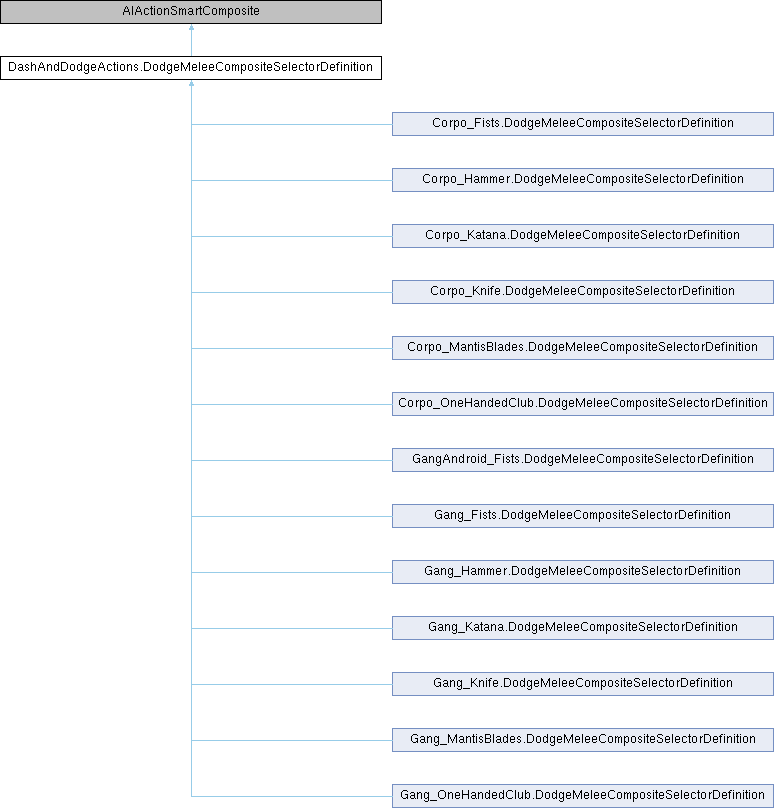 AIActionSmartComposite
DashAndDodgeActions.DodgeMeleeCompositeSelectorDefinition
Corpo_Fists.DodgeMeleeCompositeSelectorDefinition
Corpo_Hammer.DodgeMeleeCompositeSelectorDefinition
Corpo_Katana.DodgeMeleeCompositeSelectorDefinition
Corpo_Knife.DodgeMeleeCompositeSelectorDefinition
Corpo_MantisBlades.DodgeMeleeCompositeSelectorDefinition
Corpo_OneHandedClub.DodgeMeleeCompositeSelectorDefinition
GangAndroid_Fists.DodgeMeleeCompositeSelectorDefinition
Gang_Fists.DodgeMeleeCompositeSelectorDefinition
Gang_Hammer.DodgeMeleeCompositeSelectorDefinition
Gang_Katana.DodgeMeleeCompositeSelectorDefinition
Gang_Knife.DodgeMeleeCompositeSelectorDefinition
Gang_MantisBlades.DodgeMeleeCompositeSelectorDefinition
Gang_OneHandedClub.DodgeMeleeCompositeSelectorDefinition